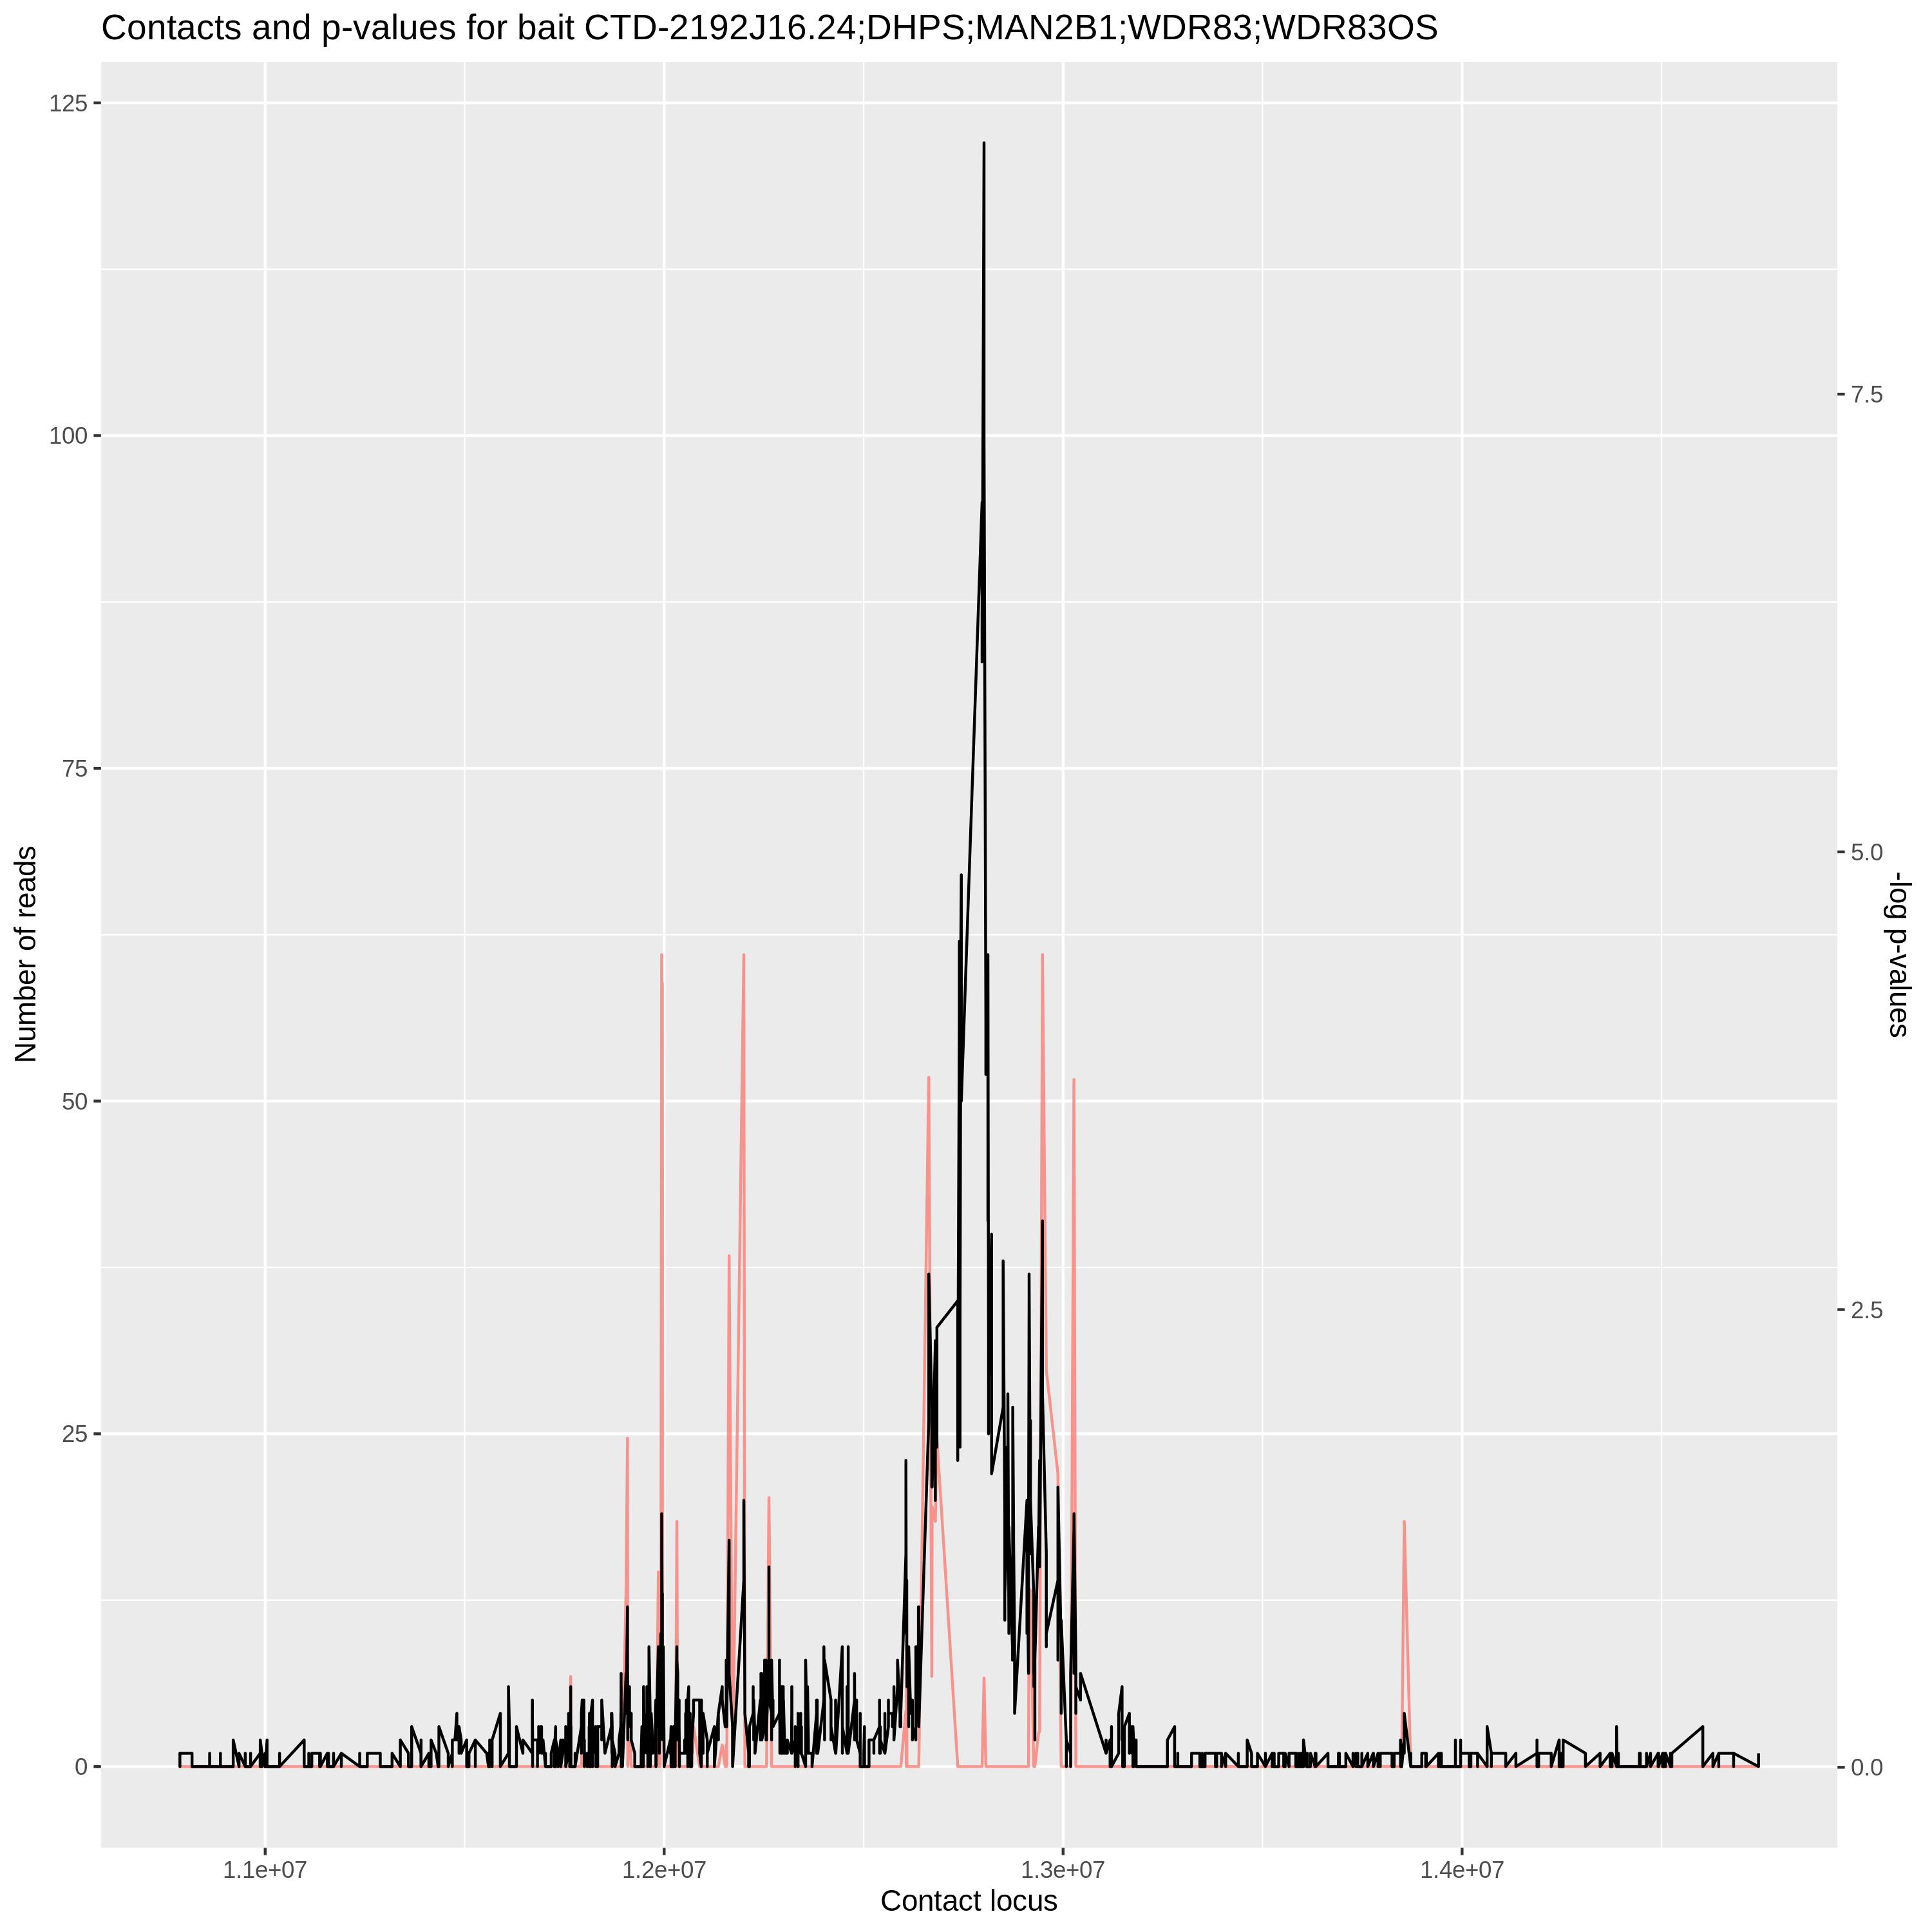 Contacts and p-values for bait CTD-2192J16.24;DHPS;MAN2B1;WDR83;WDR83OS
125
100
75
50
25
0
Number of reads
7.5
5.0
2.5
0.0
-log p-values
1.1e+07
1.2e+07
1.3e+07
1.4e+07
Contact locus